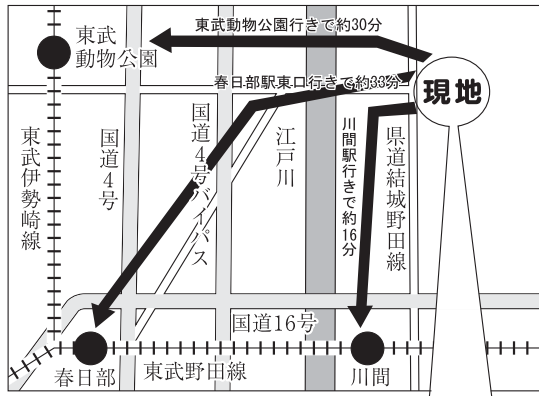 東武動物公園行きで約30分
東武
動物公園
春日部駅東口行きで約33分
現地
東武伊勢崎線
国道4号
国道4号バイパス
江戸川
川間駅行きで約16分
県道結城野田線
国道16号
春日部
東武野田線
川間